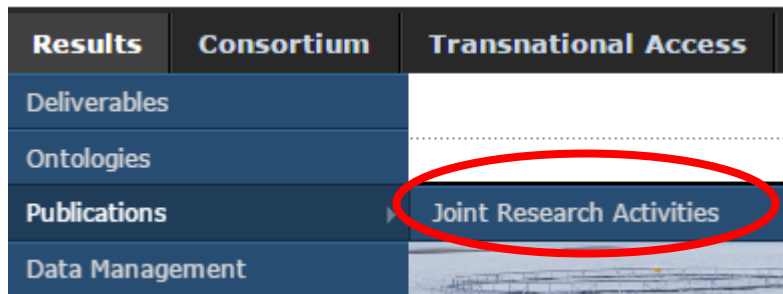 Results Consortium Transnational Access
Deliverables
Ontologies
Publications Joint Research Activities
Data Management